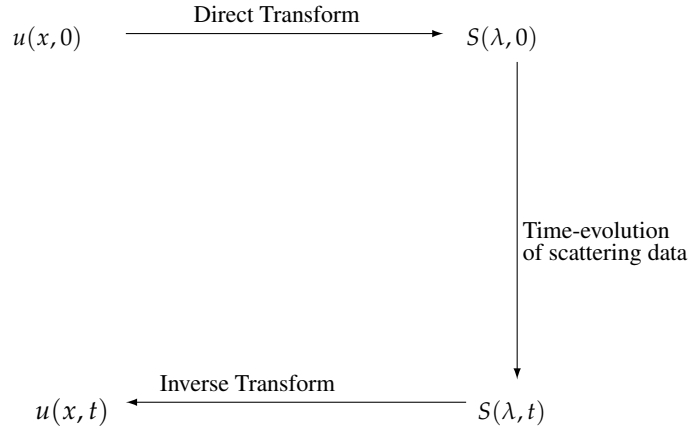 Direct Transform
u(x, 0)
S(λ, 0)
Time-evolution
of scattering data
Inverse Transform
u(x, t)
S(λ, t)